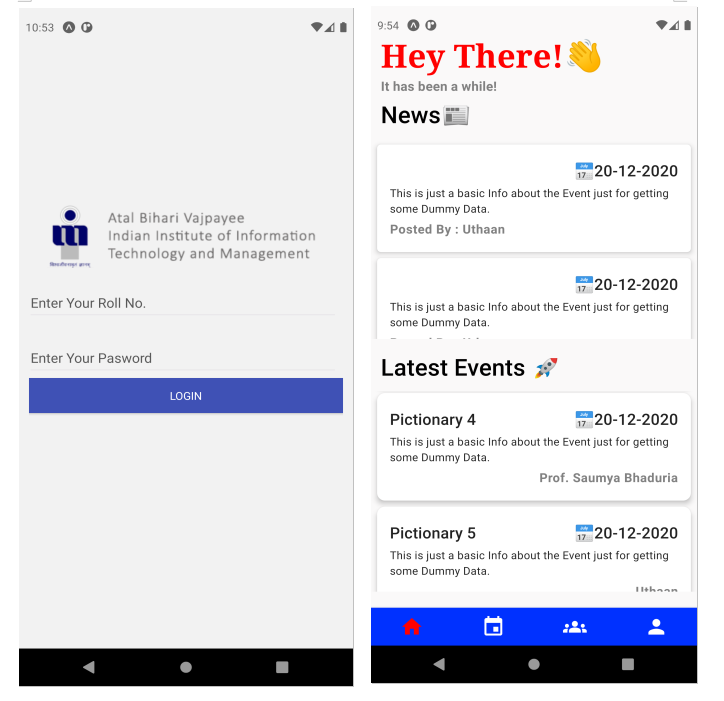 10:53
Atal Bihari Vajpayee
Indian Institute of Information
Technology and Management
Enter Your Roll No.
Enter Your Pasword
LOGIN
9:54
Hey There!👋
It has been a while!
News📰
📅20-12-2020
This is just a basic Info about the Event just for getting
some Dummy Data.
Posted By : Uthaan
📅20-12-2020
This is just a basic Info about the Event just for getting
some Dummy Data.
Latest Events 🚀
Pictionary 4 📅20-12-2020
This is just a basic Info about the Event just for getting
some Dummy Data.
Prof. Saumya Bhaduria
Pictionary 5 📅20-12-2020
This is just a basic Info about the Event just for getting
some Dummy Data.
Uthaan